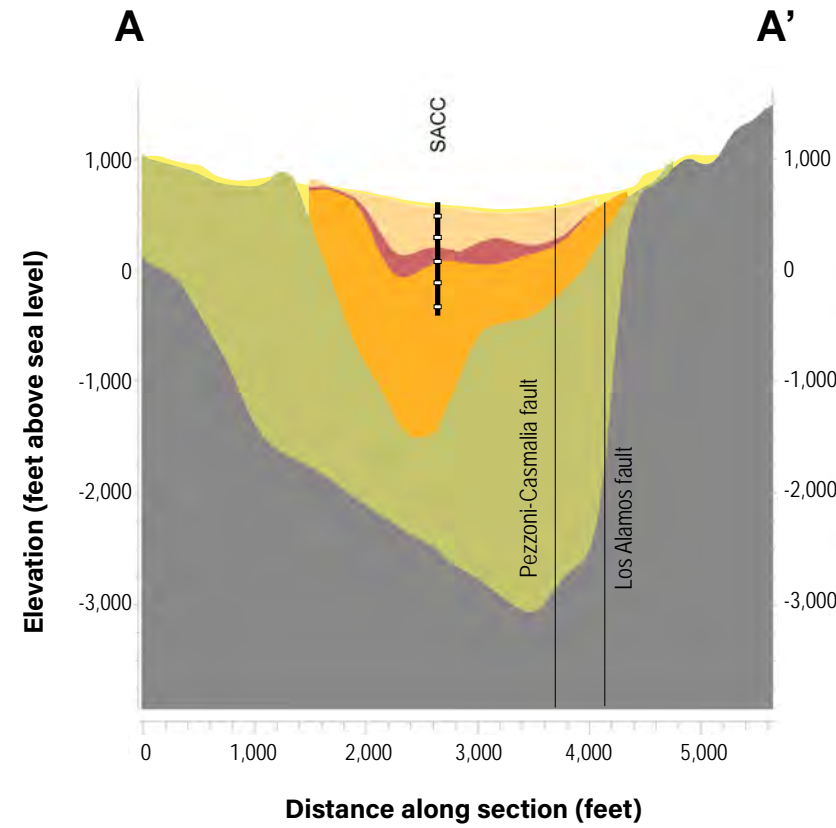 A
A’
SACC
1,000
0
-1,000
-2,000
-3,000
1,000
0
-1,000
-2,000
-3,000
Elevation (feet above sea level)
Pezzoni-Casmalia fault
Los Alamos fault
0 1,000 2,000 3,000 4,000 5,000
Distance along section (feet)